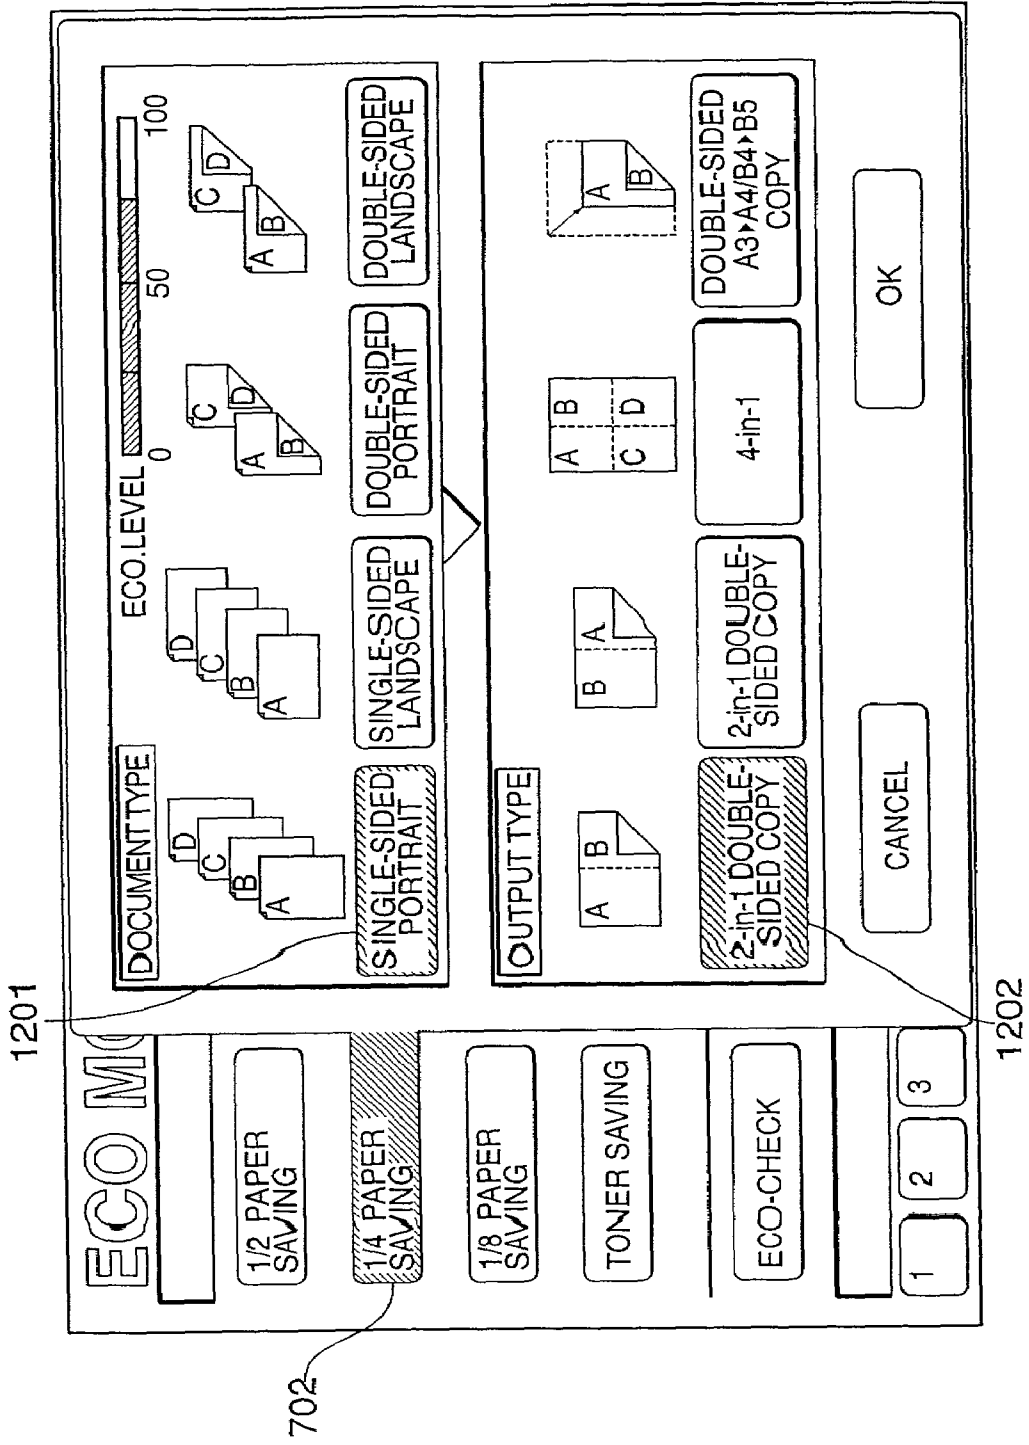 ECO MO
1/2 PAPER
SAVING
1/4 PAPER
SAVING
1/8 PAPER
SAVING
TONER SAVING
ECO-CHECK
1
2
3
702
1201
1202
DOCUMENT TYPE
ECO.LEVEL
0
50
100
A
B
C
D
A
B
C
D
A
B
C
D
A
B
C
D
SINGLE-SIDED
PORTRAIT
SINGLE-SIDED
LANDSCAPE
DOUBLE-SIDED
PORTRAIT
DOUBLE-SIDED
LANDSCAPE
OUTPUT TYPE
A
B
B
A
A
B
C
D
A
B
2-in-1 DOUBLE-
SIDED COPY
2-in-1 DOUBLE-
SIDED COPY
4-in-1
DOUBLE-SIDED
A3▸A4/B4▸B5
COPY
CANCEL
OK